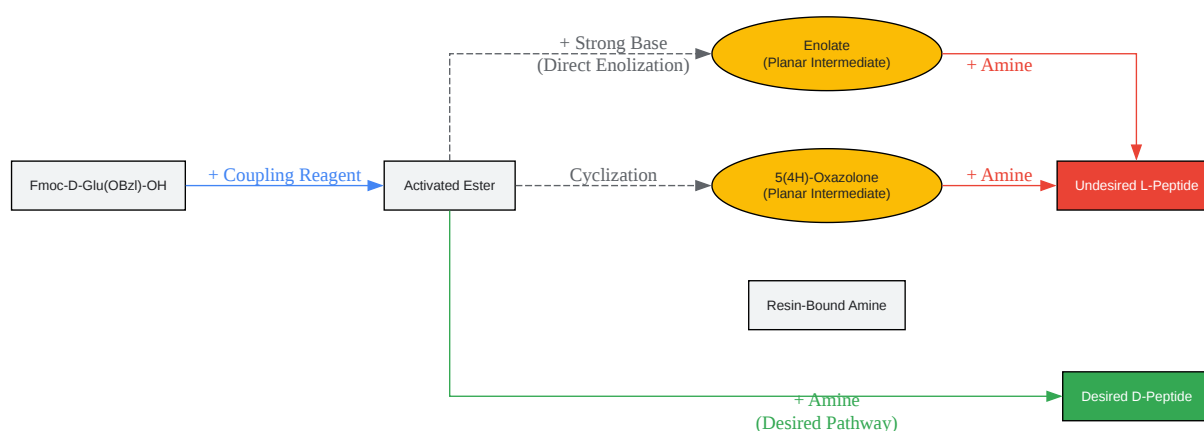 + Strong Base
(Direct Enolization)
Enolate
(Planar Intermediate)
+ Amine
Fmoc-D-Glu(OBzl)-OH
+ Coupling Reagent
Activated Ester
Cyclization
5(4H)-Oxazolone
(Planar Intermediate)
+ Amine
Undesired L-Peptide
Resin-Bound Amine
+ Amine
(Desired Pathway)
Desired D-Peptide